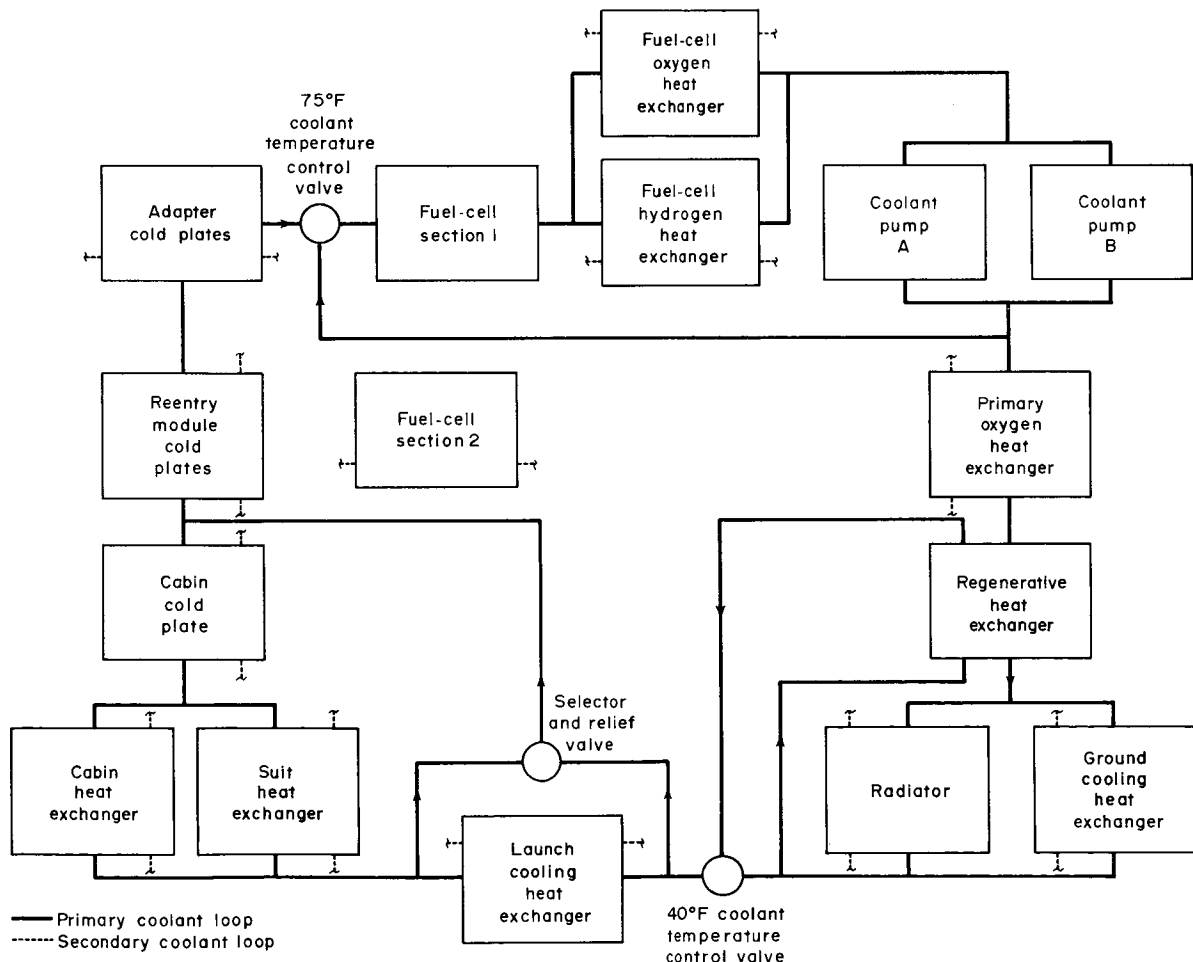 Fuel-cell
oxygen
heat
exchanger
75°F
coolant
temperature
control
valve
Adapter
cold plates
Fuel-cell
section 1
Fuel-cell
hydrogen
heat
exchanger
Coolant
pump
A
Coolant
pump
B
Reentry
module
cold
plates
Fuel-cell
section 2
Primary
oxygen
heat
exchanger
Cabin
cold
plate
Regenerative
heat
exchanger
Selector
and relief
valve
Cabin
heat
exchanger
Suit
heat
exchanger
Launch
cooling
heat
exchanger
Radiator
Ground
cooling
heat
exchanger
40°F coolant
temperature
control valve
Primary coolant loop
Secondary coolant loop